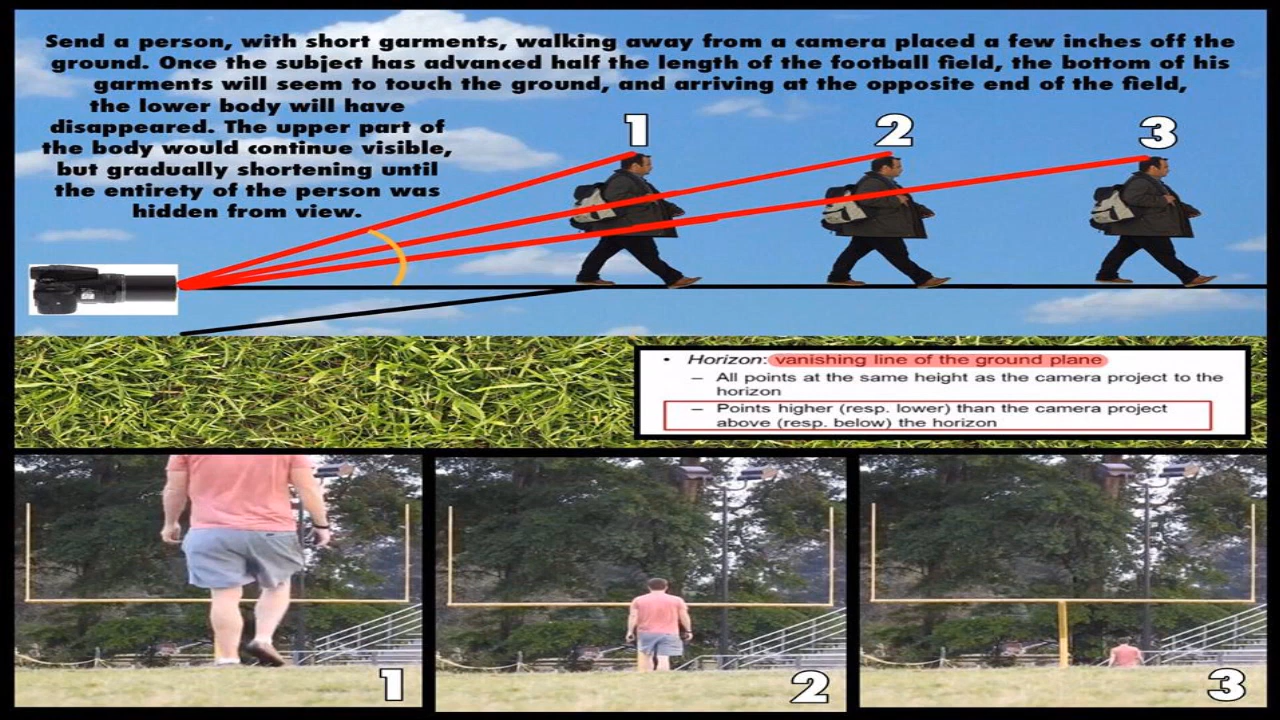 Send a person, with short garments, walking away from a camera placed a few inches off the
ground. Once the subject has advanced half the length of the football field, the bottom of his
garments will seem to touch the ground, and arriving at the opposite end of the field,
the lower body will have
disappeared. The upper part of
the body would continue visible,
but gradually shortening until
the entirety of the person was
hidden from view.
1
2
3
• Horizon: vanishing line of the ground plane
– All points at the same height as the camera project to the
horizon
– Points higher (resp. lower) than the camera project
above (resp. below) the horizon
1
2
3